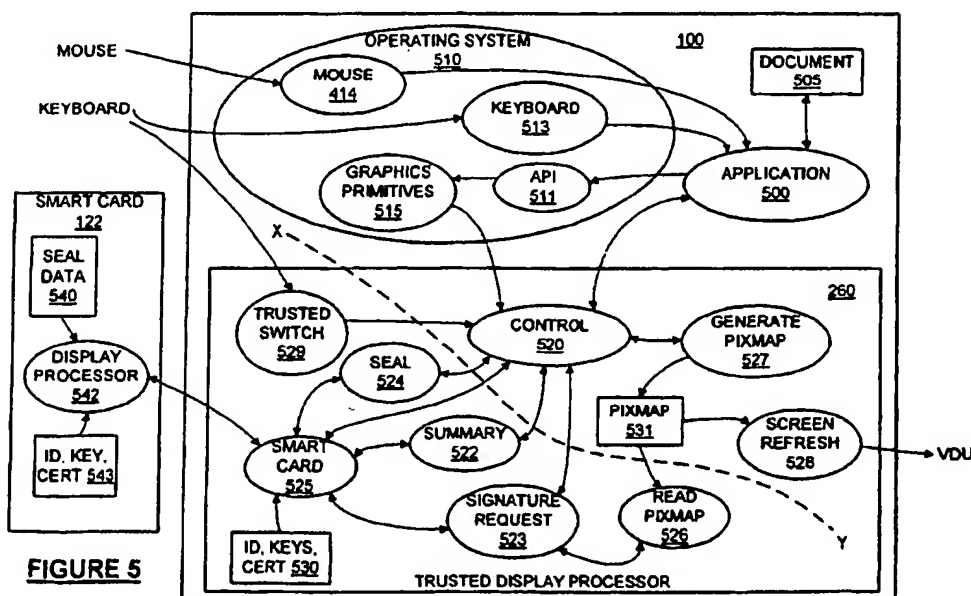 OPERATING SYSTEM
510
100
MOUSE
MOUSE
414
DOCUMENT
505
KEYBOARD
KEYBOARD
513
GRAPHICS
PRIMITIVES
515
API
511
APPLICATION
500
SMART CARD
122
SEAL
DATA
540
DISPLAY
PROCESSOR
542
ID, KEY,
CERT 543
FIGURE 5
X
260
TRUSTED
SWITCH
529
CONTROL
520
GENERATE
PIXMAP
527
SEAL
524
PIXMAP
531
SCREEN
REFRESH
528
VDU
SUMMARY
522
SMART
CARD
525
SIGNATURE
REQUEST
523
READ
PIXMAP
526
Y
ID, KEYS,
CERT 530
TRUSTED DISPLAY PROCESSOR